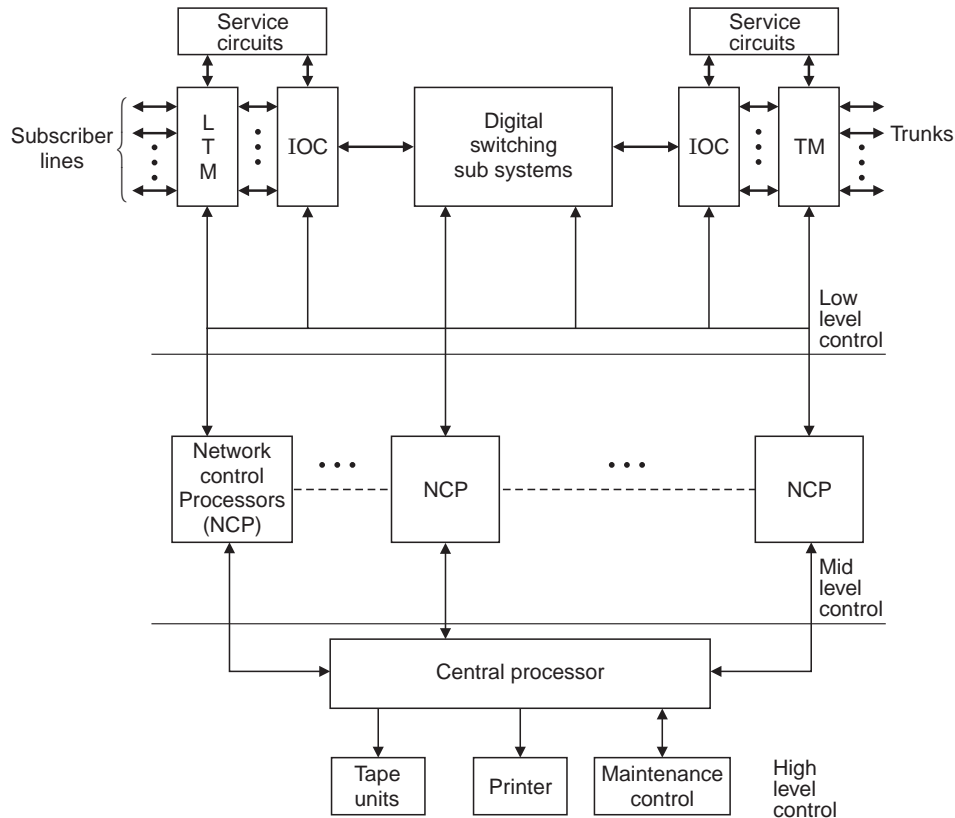 Service
circuits
Service
circuits
Subscriber
lines
L
T
M
IOC
Digital
switching
sub systems
IOC
TM
Trunks
Low
level
control
Network
control
Processors
(NCP)
NCP
NCP
Mid
level
control
Central processor
Tape
units
Printer
Maintenance
control
High
level
control